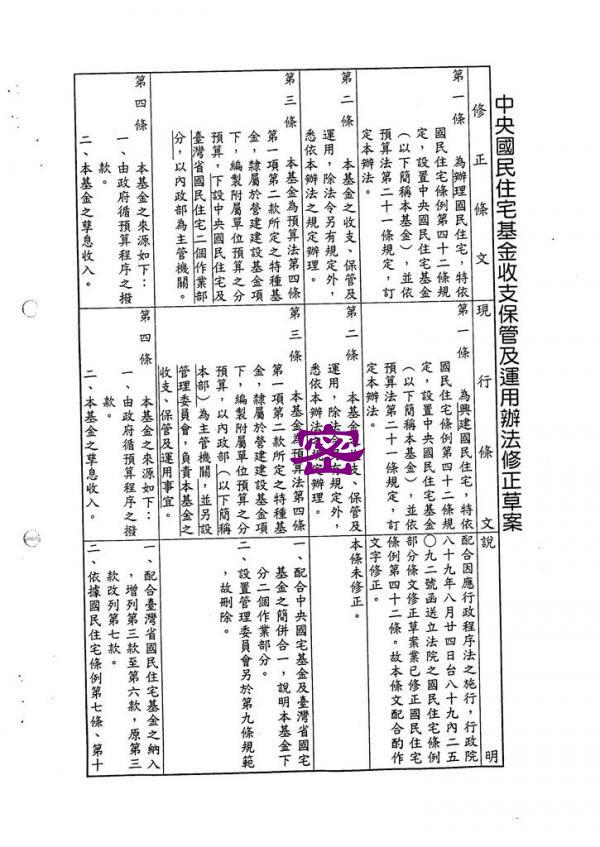 中央國民住宅基金收支保管及運用辦法修正草案
修正條文
第一條　為辦理國民住宅，特依
國民住宅條例第四十二條規
定，設置中央國民住宅基金
（以下簡稱本基金），並依
預算法第二十一條規定，訂
定本辦法。
第二條　本基金之收支、保管及
運用，除法令另有規定外，
悉依本辦法之規定辦理。
第三條　本基金為預算法第四條
第一項第二款所定之特種基
金，隸屬於營建建設基金項
下，編製附屬單位預算之分
預算，下設中央國民住宅及
臺灣省國民住宅二個作業部
分，以內政部為主管機關。
第四條　本基金之來源如下：
一、由政府循預算程序之撥
款。
二、本基金之孳息收入。
現行條文
第一條　為興建國民住宅，特依
國民住宅條例第四十二條規
定，設置中央國民住宅基金
（以下簡稱本基金），並依
預算法第二十一條規定，訂
定本辦法。
第二條　本基金之收支、保管及
運用，除法令另有規定外，
悉依本辦法之規定辦理。
第三條　本基金為預算法第四條
第一項第二款所定之特種基
金，隸屬於營建建設基金項
下，編製附屬單位預算之分
預算，以內政部（以下簡稱
本部）為主管機關，並另設
管理委員會，負責本基金之
收支、保管及運用事宜。
第四條　本基金之來源如下：
一、由政府循預算程序之撥
款。
二、本基金之孳息收入。
說明
配合因應行政程序法之施行，行政院
八十九年八月廿四日台八十九內二五
〇九二號函送立法院之國民住宅條例
部分條文修正草案業已修正國民住宅
條例第四十二條。故本條文配合酌作
文字修正。
本條未修正。
一、配合中央國宅基金及臺灣省國宅
基金之簡併合一，說明本基金下
分二個作業部分。
二、設置管理委員會另於第九條規範
，故刪除。
一、配合臺灣省國民住宅基金之納入
，增列第三款至第六款，原第三
款改列第七款。
二、依據國民住宅條例第七條、第十
密